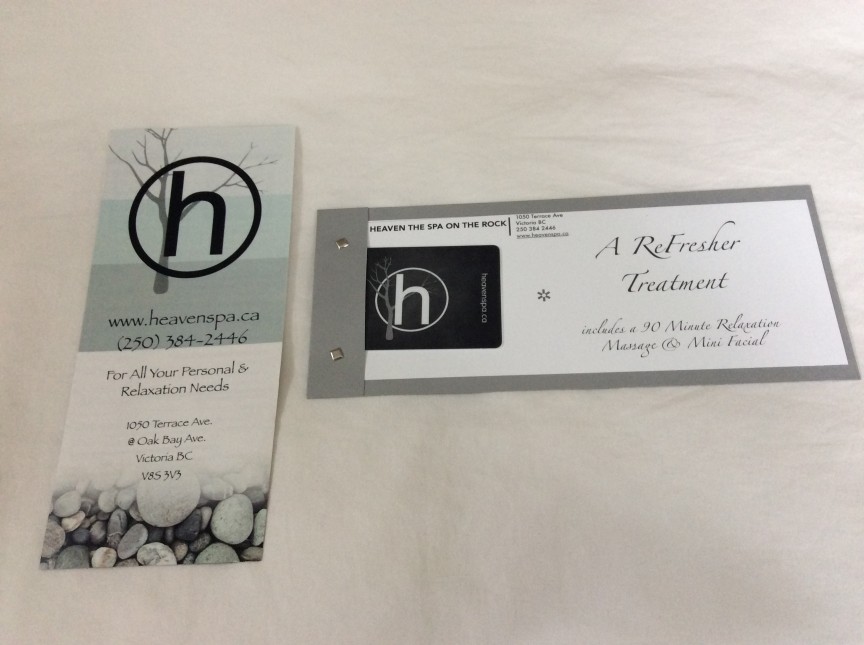 h
www.heavenspa.ca
(250) 384-2446
For All Your Personal &
Relaxation Needs
1050 Terrace Ave.
@ Oak Bay Ave.
Victoria BC
V8S 3V3
HEAVEN THE SPA ON THE ROCK
1050 Terrace Ave
Victoria BC
250 384 2446
www.heavenspa.ca
h
heavenspa.ca
A ReFresher
Treatment
includes a 90 Minute Relaxation
Massage & Mini Facial